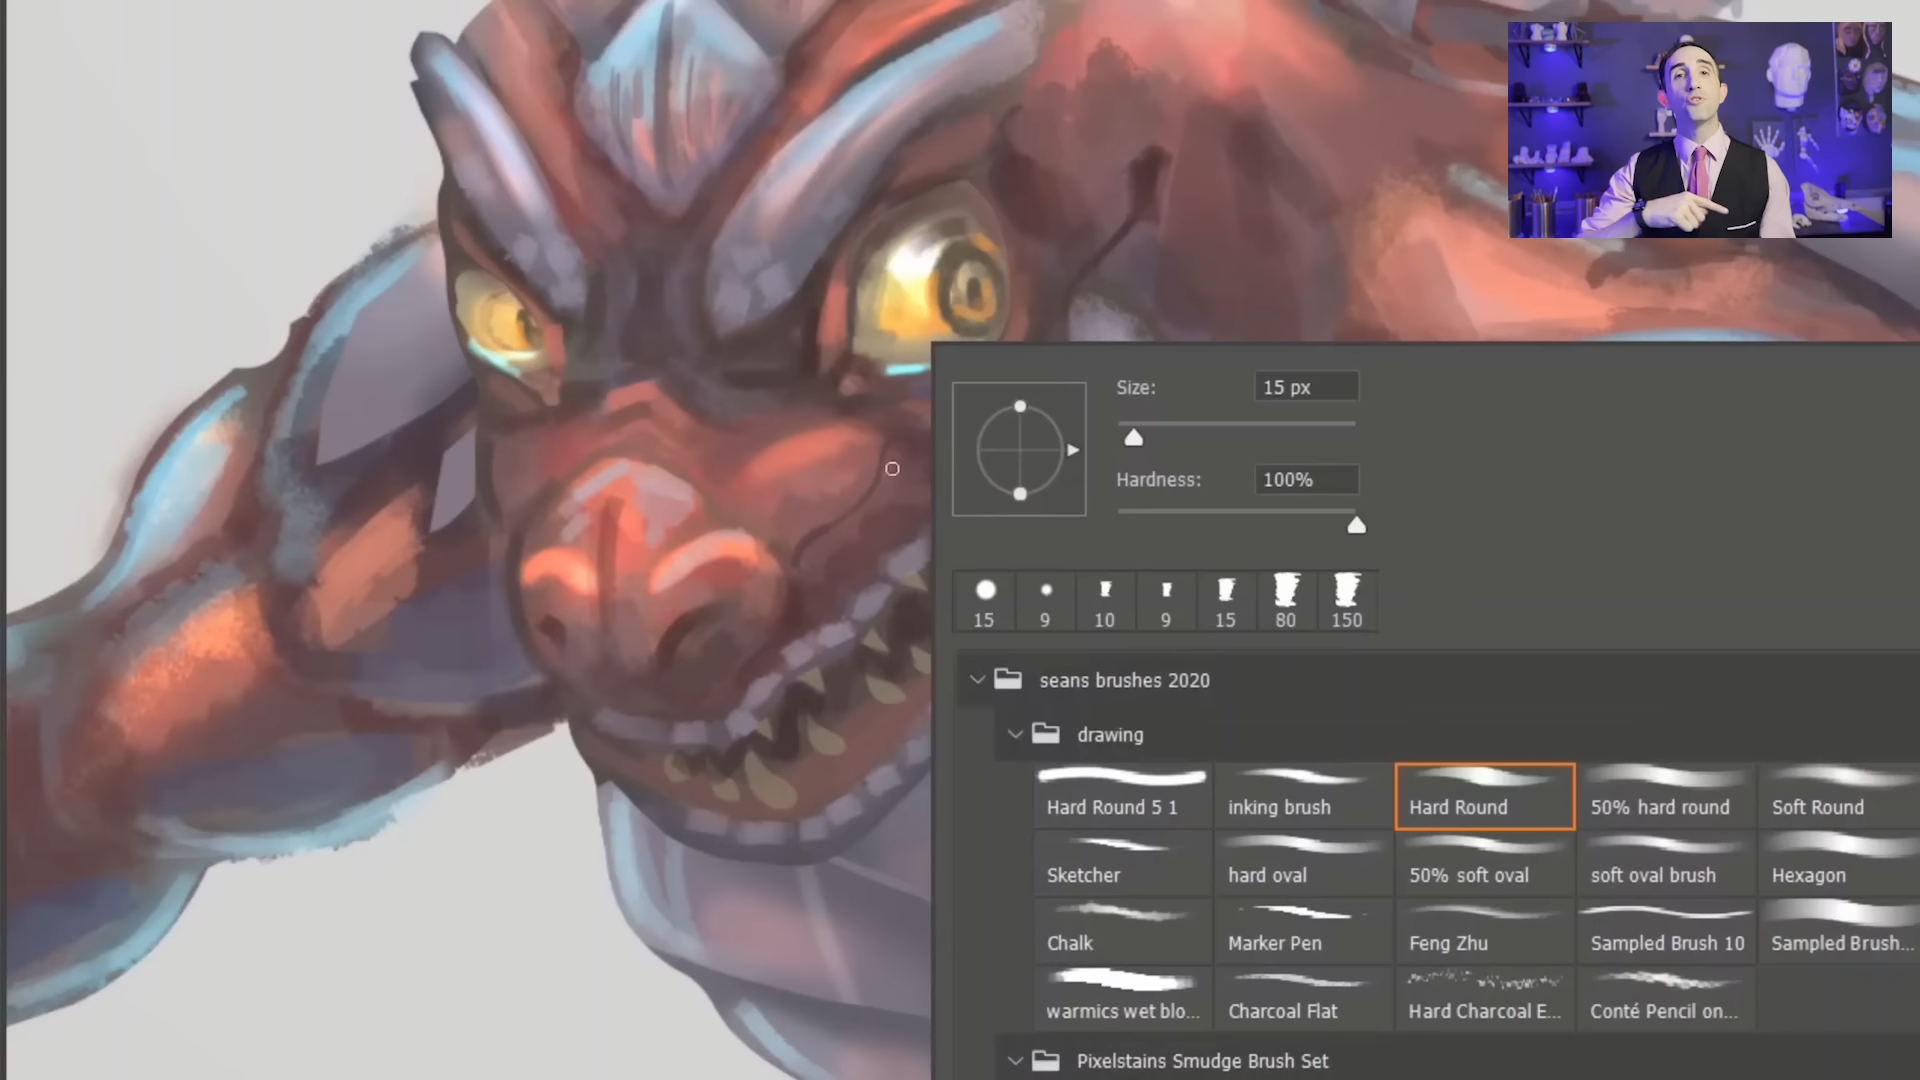 Size: 15 px
Hardness: 100%
15 9 10 9 15 80 150
seans brushes 2020
drawing
Hard Round 5 1 inking brush Hard Round 50% hard round Soft Round
Sketcher hard oval 50% soft oval soft oval brush Hexagon
Chalk Marker Pen Feng Zhu Sampled Brush 10 Sampled Brush...
warmics wet blo... Charcoal Flat Hard Charcoal E... Conté Pencil on...
Pixelstains Smudge Brush Set